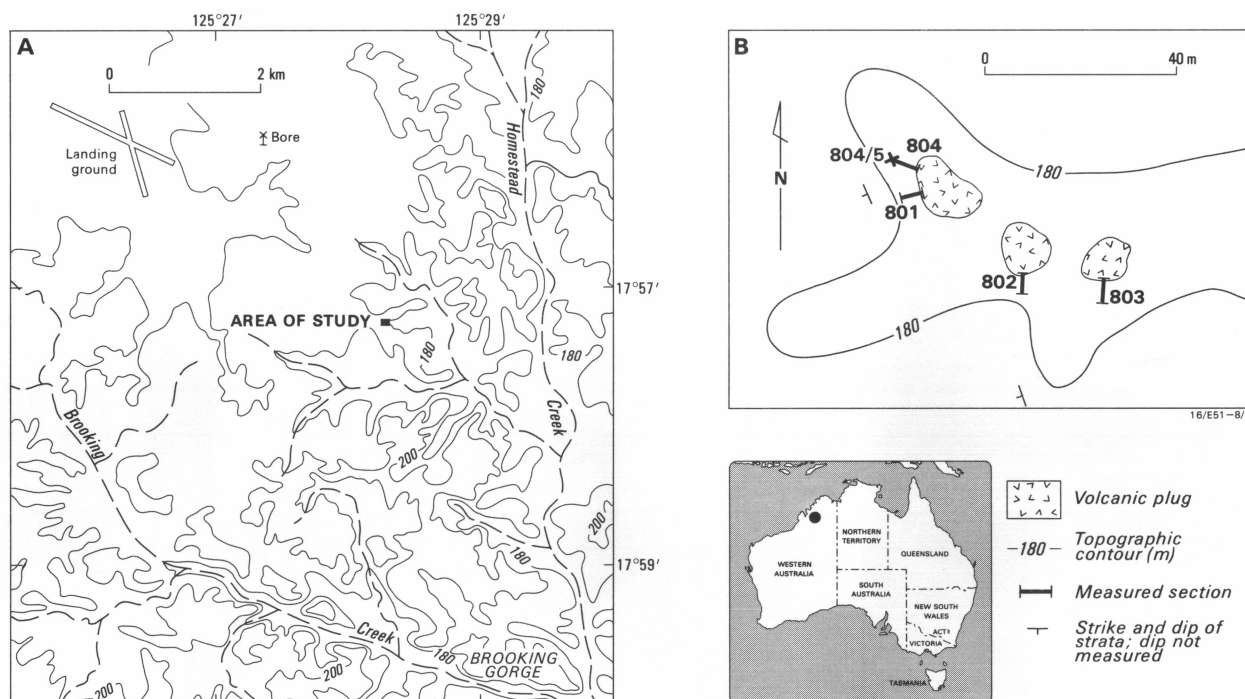 125°27'
125°29'
A
0
2 km
180
Bore
Landing
ground
Homestead
17°57'
AREA OF STUDY
180
180
Creek
Brooking
200
200
180
17°59'
Creek
180
BROOKING
GORGE
200
B
0
40 m
804/5
804
180
N
801
802
803
180
16/E51-8/
NORTHERN
TERRITORY
QUEENSLAND
WESTERN
AUSTRALIA
SOUTH
AUSTRALIA
NEW SOUTH
WALES
ACT
VICTORIA
TASMANIA
Volcanic plug
-180-
Topographic
contour (m)
Measured section
Strike and dip of
strata; dip not
measured